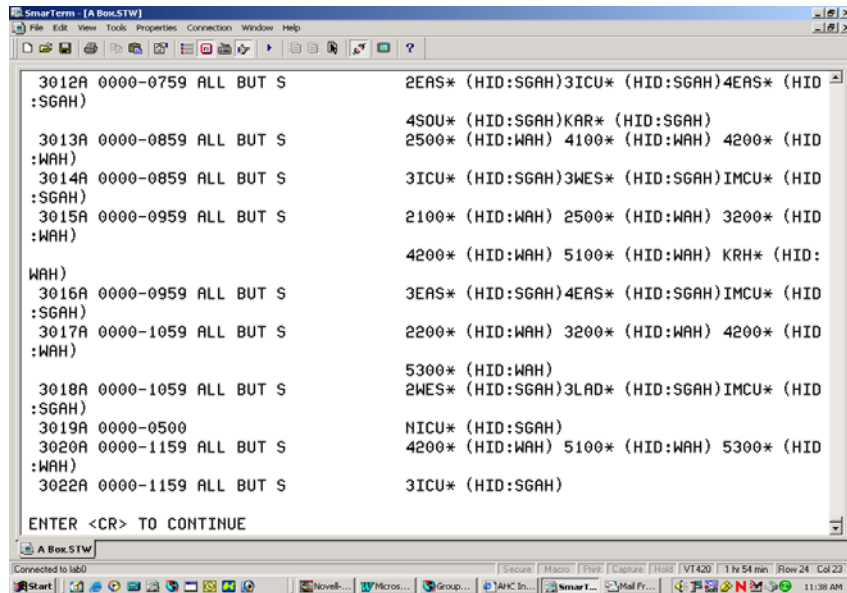 SmarTerm - [A Box.STW]
File Edit View Tools Properties Connection Window Help
3012A 0000-0759 ALL BUT S 2EAS* (HID:SGAH)3ICU* (HID:SGAH)4EAS* (HID
:SGAH)
4SOU* (HID:SGAH)KAR* (HID:SGAH)
3013A 0000-0859 ALL BUT S 2500* (HID:WAH) 4100* (HID:WAH) 4200* (HID
:WAH)
3014A 0000-0859 ALL BUT S 3ICU* (HID:SGAH)3WES* (HID:SGAH)IMCU* (HID
:SGAH)
3015A 0000-0959 ALL BUT S 2100* (HID:WAH) 2500* (HID:WAH) 3200* (HID
:WAH)
4200* (HID:WAH) 5100* (HID:WAH) KRH* (HID:
WAH)
3016A 0000-0959 ALL BUT S 3EAS* (HID:SGAH)4EAS* (HID:SGAH)IMCU* (HID
:SGAH)
3017A 0000-1059 ALL BUT S 2200* (HID:WAH) 3200* (HID:WAH) 4200* (HID
:WAH)
5300* (HID:WAH)
3018A 0000-1059 ALL BUT S 2WES* (HID:SGAH)3LAD* (HID:SGAH)IMCU* (HID
:SGAH)
3019A 0000-0500 NICU* (HID:SGAH)
3020A 0000-1159 ALL BUT S 4200* (HID:WAH) 5100* (HID:WAH) 5300* (HID
:WAH)
3022A 0000-1159 ALL BUT S 3ICU* (HID:SGAH)
ENTER <CR> TO CONTINUE
A Box.STW
Connected to lab0 Secure Macro Print Capture Hold VT420 1 hr 54 min Row 24 Col 23
Start Novell-... Micros... Group... AHC In... SmarT... Mail Fr... 11:38 AM